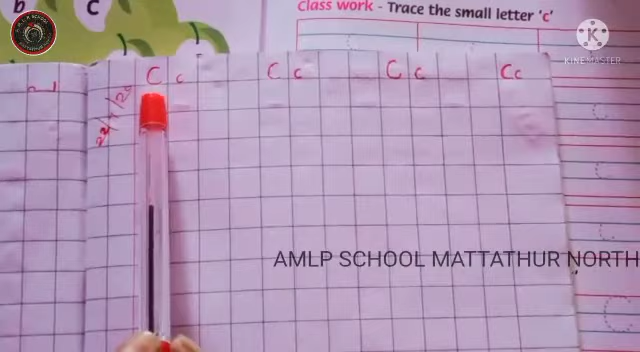 b C
Class work - Trace the small letter 'c'
KINEMASTER
C c C c C c C c
AMLP SCHOOL MATTATHUR NORTH